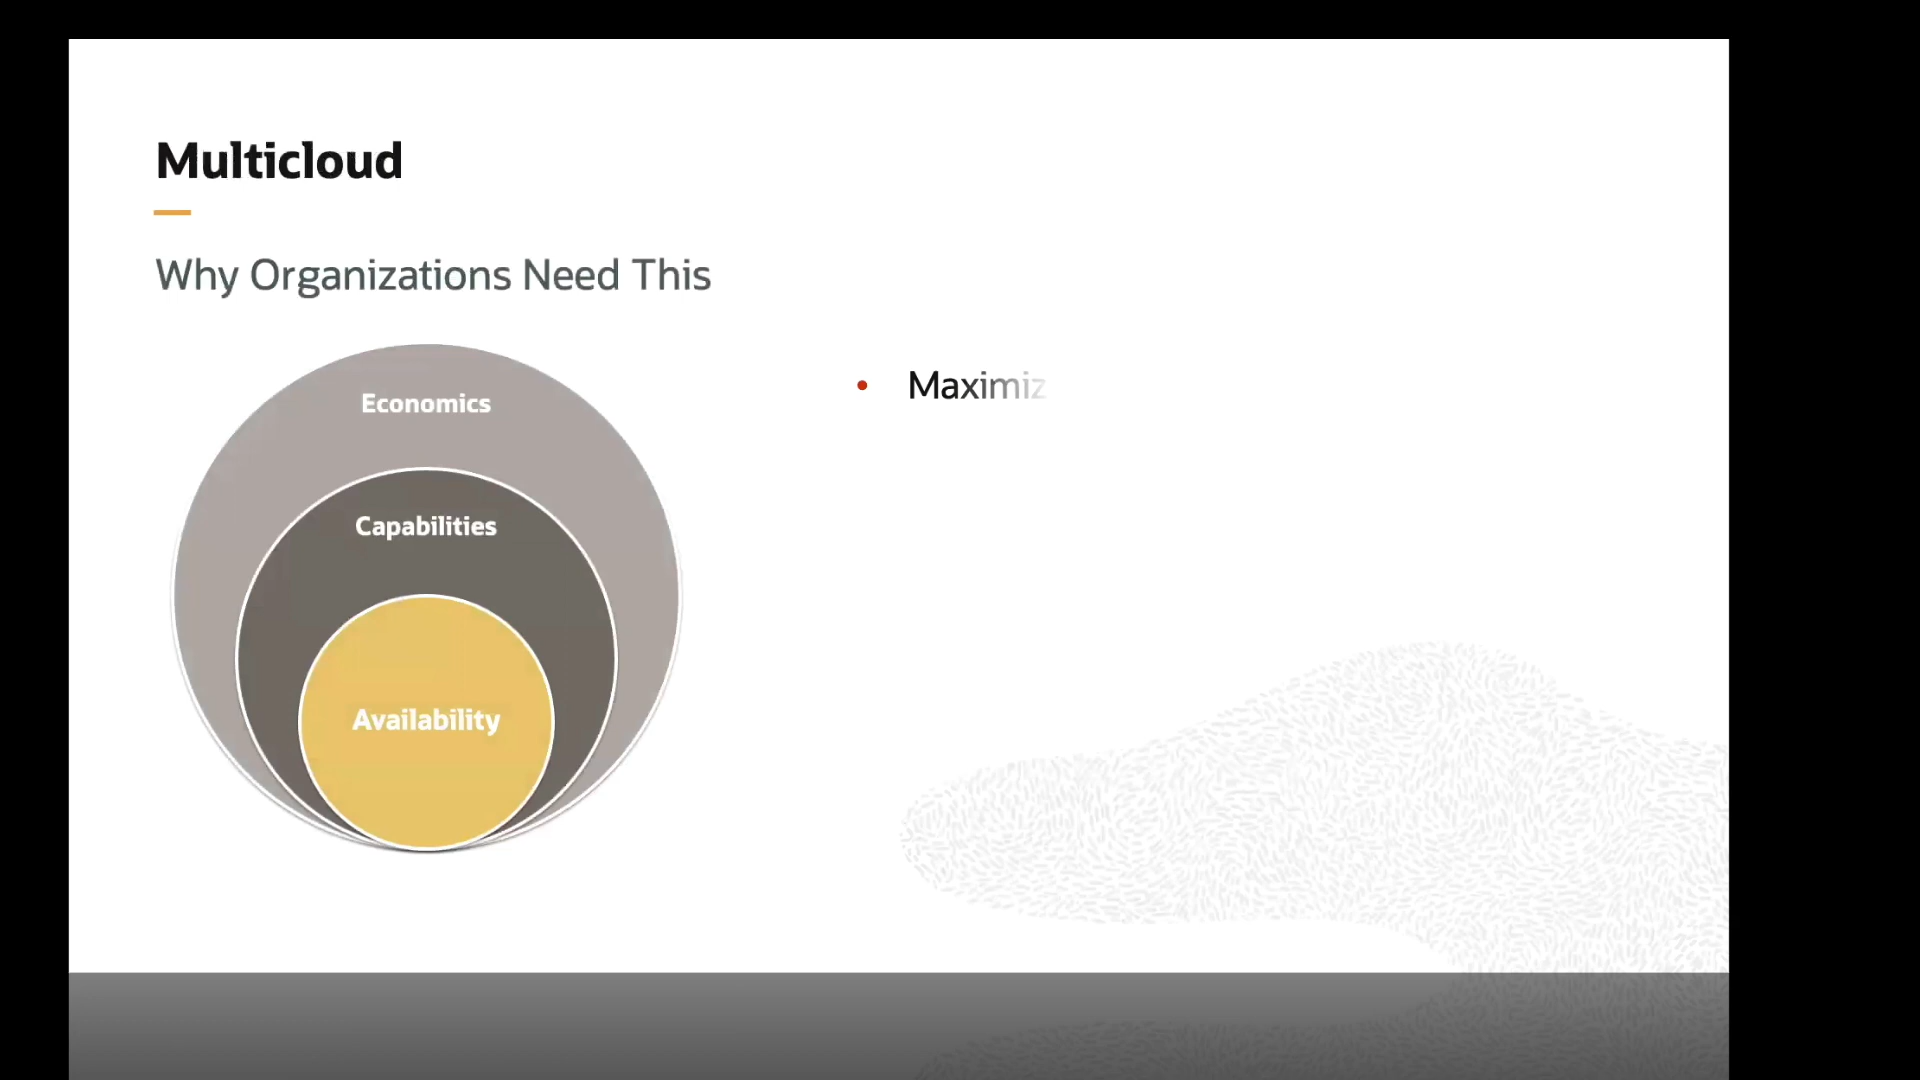 Multicloud
Why Organizations Need This
Economics
Capabilities
Availability
• Maximiz